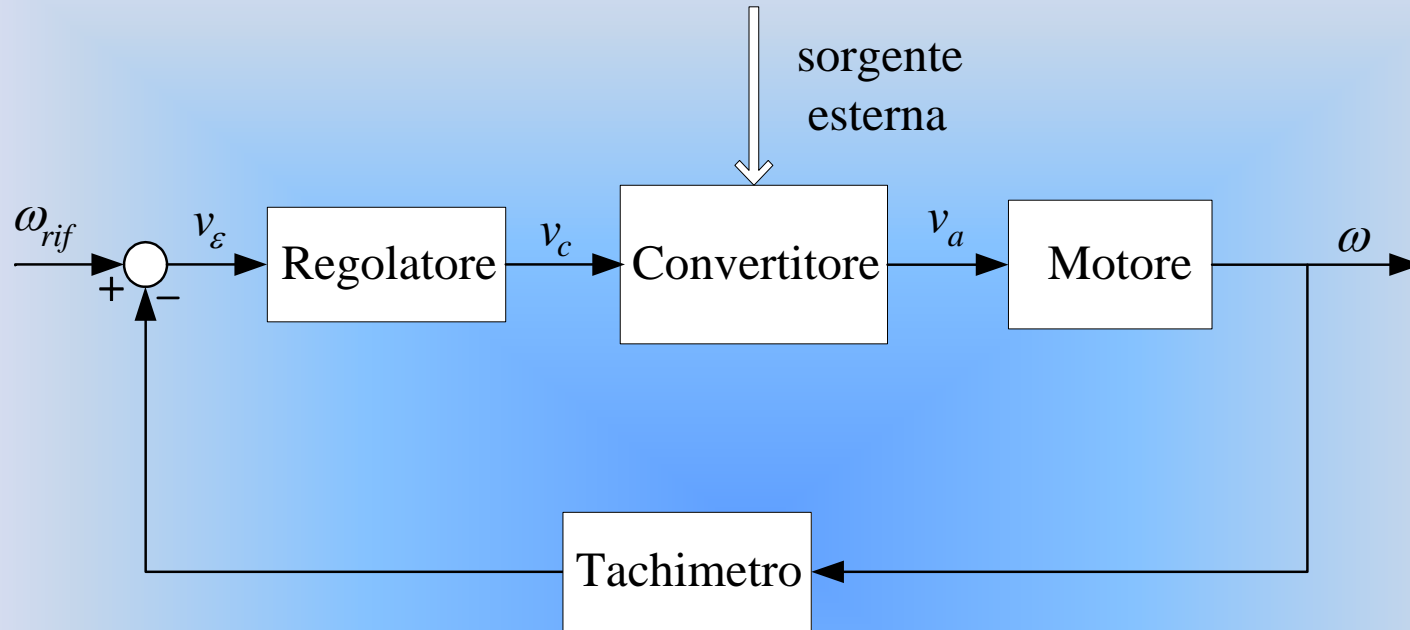 sorgente
esterna
ω_rif
+
−
v_ε
Regolatore
v_c
Convertitore
v_a
Motore
ω
Tachimetro